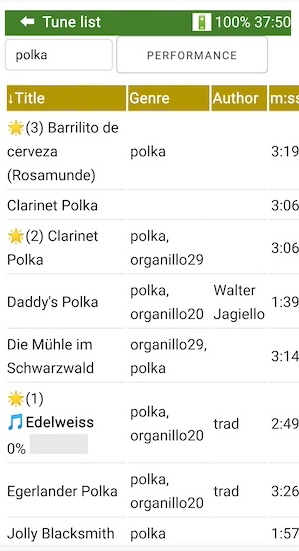 Tune list 100% 37:50
polka PERFORMANCE
↓Title Genre Author m:ss
🌟(3) Barrilito de
cerveza polka 3:19
(Rosamunde)
Clarinet Polka 3:06
🌟(2) Clarinet polka, 3:06
Polka organillo29
Daddy's Polka polka, Walter 1:39
organillo20 Jagiello
Die Mühle im organillo29, 3:14
Schwarzwald polka
🌟(1)
🎵Edelweiss polka, trad 2:49
0% organillo20
Egerlander Polka polka, trad 3:26
organillo20
Jolly Blacksmith polka 1:57